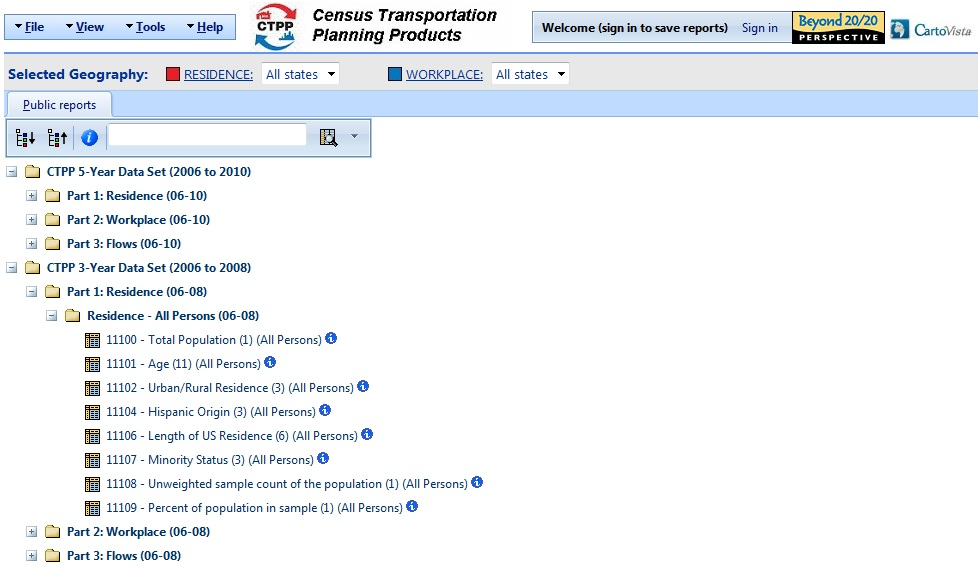 File View Tools Help
CTPP
Census Transportation
Planning Products
Welcome (sign in to save reports) Sign in
Beyond 20/20
PERSPECTIVE
CartoVista
Selected Geography: RESIDENCE: All states WORKPLACE: All states
Public reports
CTPP 5-Year Data Set (2006 to 2010)
Part 1: Residence (06-10)
Part 2: Workplace (06-10)
Part 3: Flows (06-10)
CTPP 3-Year Data Set (2006 to 2008)
Part 1: Residence (06-08)
Residence - All Persons (06-08)
11100 - Total Population (1) (All Persons)
11101 - Age (11) (All Persons)
11102 - Urban/Rural Residence (3) (All Persons)
11104 - Hispanic Origin (3) (All Persons)
11106 - Length of US Residence (6) (All Persons)
11107 - Minority Status (3) (All Persons)
11108 - Unweighted sample count of the population (1) (All Persons)
11109 - Percent of population in sample (1) (All Persons)
Part 2: Workplace (06-08)
Part 3: Flows (06-08)